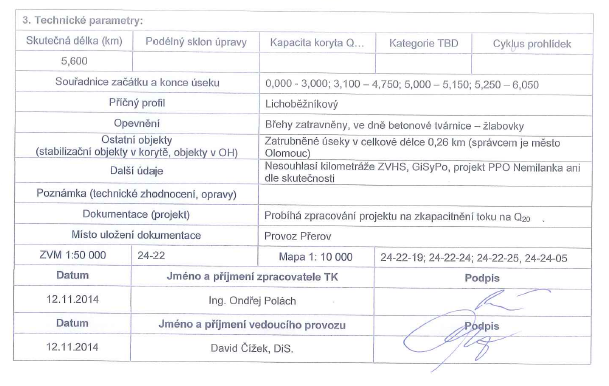 3. Technické parametry:
Skutečná délka (km) Podélný sklon úpravy Kapacita koryta Q... Kategorie TBD Cyklus prohlídek
5,600
Souřadnice začátku a konce úseku 0,000 - 3,000; 3,100 – 4,750; 5,000 – 5,150; 5,250 – 6,050
Příčný profil Lichoběžníkový
Opevnění Břehy zatravněny, ve dně betonové tvárnice – žlabovky
Ostatní objekty Zatrubněné úseky v celkové délce 0,26 km (správcem je město
(stabilizační objekty v korytě, objekty v OH) Olomouc)
Další údaje Nesouhlasí kilometráže ZVHS, GiSyPo, projekt PPO Nemilanka ani
dle skutečnosti
Poznámka (technické zhodnocení, opravy)
Dokumentace (projekt) Probíhá zpracování projektu na zkapacitnění toku na Q20 .
Místo uložení dokumentace Provoz Přerov
ZVM 1:50 000 24-22 Mapa 1: 10 000 24-22-19; 24-22-24; 24-22-25, 24-24-05
Datum Jméno a příjmení zpracovatele TK Podpis
12.11.2014 Ing. Ondřej Polách
Datum Jméno a příjmení vedoucího provozu Podpis
12.11.2014 David Čížek, DiS.